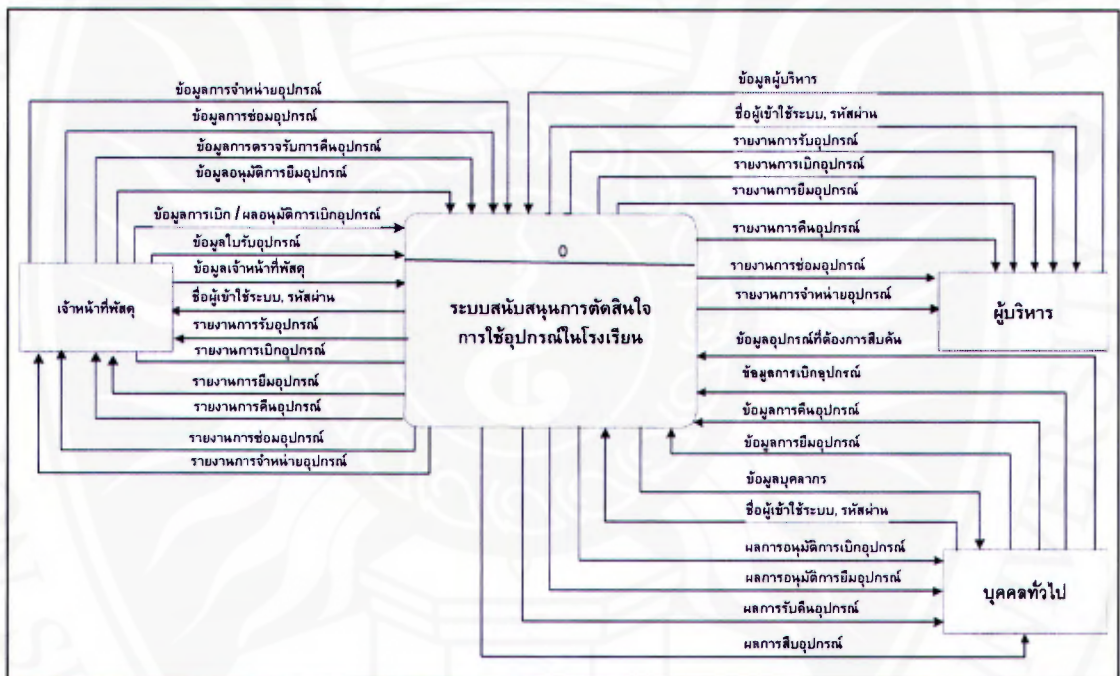 ข้อมูลการจำหน่ายอุปกรณ์
ข้อมูลการซ่อมอุปกรณ์
ข้อมูลการตรวจรับการคืนอุปกรณ์
ข้อมูลอนุมัติการยืมอุปกรณ์
ข้อมูลการเบิก / ผลอนุมัติการเบิกอุปกรณ์
ข้อมูลใบรับอุปกรณ์
ข้อมูลเจ้าหน้าที่พัสดุ
ชื่อผู้เข้าใช้ระบบ, รหัสผ่าน
รายงานการรับอุปกรณ์
รายงานการเบิกอุปกรณ์
รายงานการยืมอุปกรณ์
รายงานการคืนอุปกรณ์
รายงานการซ่อมอุปกรณ์
รายงานการจำหน่ายอุปกรณ์
เจ้าหน้าที่พัสดุ
0
ระบบสนับสนุนการตัดสินใจ
การใช้อุปกรณ์ในโรงเรียน
ข้อมูลผู้บริหาร
ชื่อผู้เข้าใช้ระบบ, รหัสผ่าน
รายงานการรับอุปกรณ์
รายงานการเบิกอุปกรณ์
รายงานการยืมอุปกรณ์
รายงานการคืนอุปกรณ์
รายงานการซ่อมอุปกรณ์
รายงานการจำหน่ายอุปกรณ์
ผู้บริหาร
ข้อมูลอุปกรณ์ที่ต้องการสืบค้น
ข้อมูลการเบิกอุปกรณ์
ข้อมูลการคืนอุปกรณ์
ข้อมูลการยืมอุปกรณ์
ข้อมูลบุคลากร
ชื่อผู้เข้าใช้ระบบ, รหัสผ่าน
ผลการอนุมัติการเบิกอุปกรณ์
ผลการอนุมัติการยืมอุปกรณ์
ผลการรับคืนอุปกรณ์
ผลการสืบอุปกรณ์
บุคคลทั่วไป